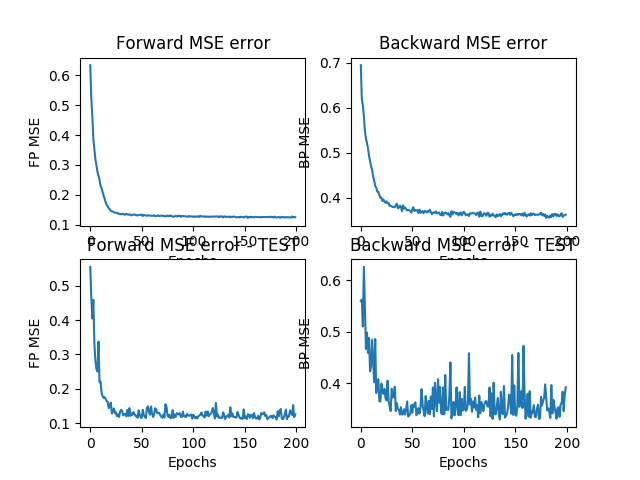 Forward MSE error
Backward MSE error
FP MSE
0.6
0.5
0.4
0.3
0.2
0.1
0 50 100 150 200
Epochs
BP MSE
0.7
0.6
0.5
0.4
0 50 100 150 200
Epochs
Forward MSE error - TEST
Backward MSE error - TEST
FP MSE
0.5
0.4
0.3
0.2
0.1
0 50 100 150 200
Epochs
BP MSE
0.6
0.5
0.4
0 50 100 150 200
Epochs